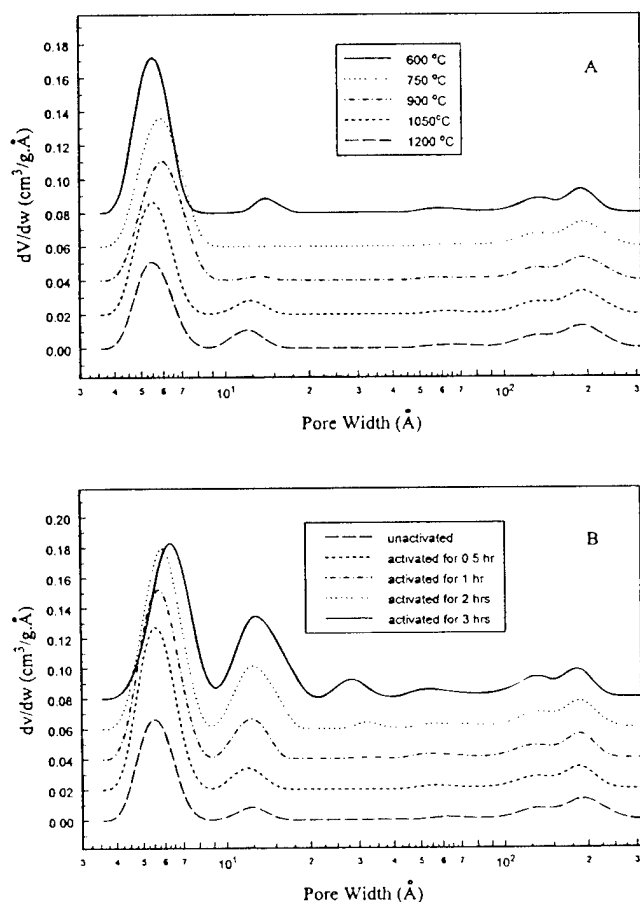 A
600 °C
750 °C
900 °C
1050°C
1200 °C
0.18
0.16
0.14
0.12
0.10
0.08
0.06
0.04
0.02
0.00
dV/dw (cm³/g.Å)
3 4 5 6 7 10¹ 2 3 4 5 6 7 10² 2 3
Pore Width (Å)
B
unactivated
activated for 0.5 hr
activated for 1 hr
activated for 2 hrs
activated for 3 hrs
0.20
0.18
0.16
0.14
0.12
0.10
0.08
0.06
0.04
0.02
0.00
dv/dw (cm³/g.Å)
3 4 5 6 7 10¹ 2 3 4 5 6 7 10² 2 3
Pore Width (Å)